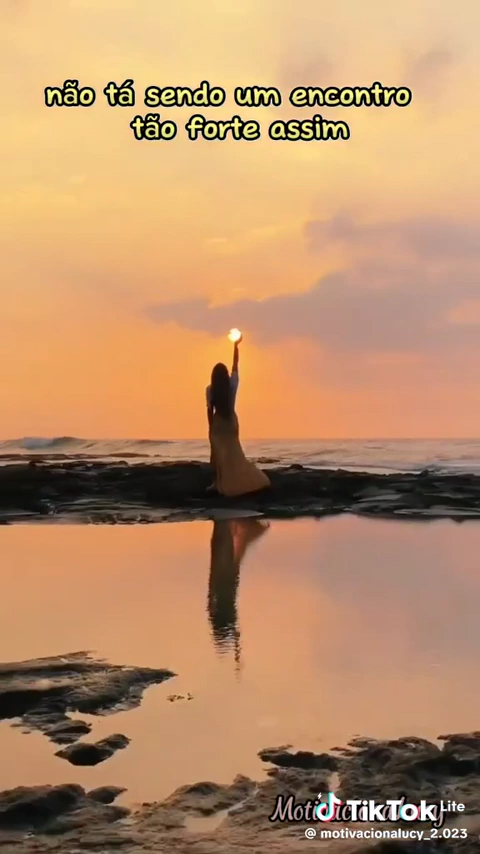 não tá sendo um encontro
tão forte assim
TikTok Lite
@ motivacionalucy_2.023